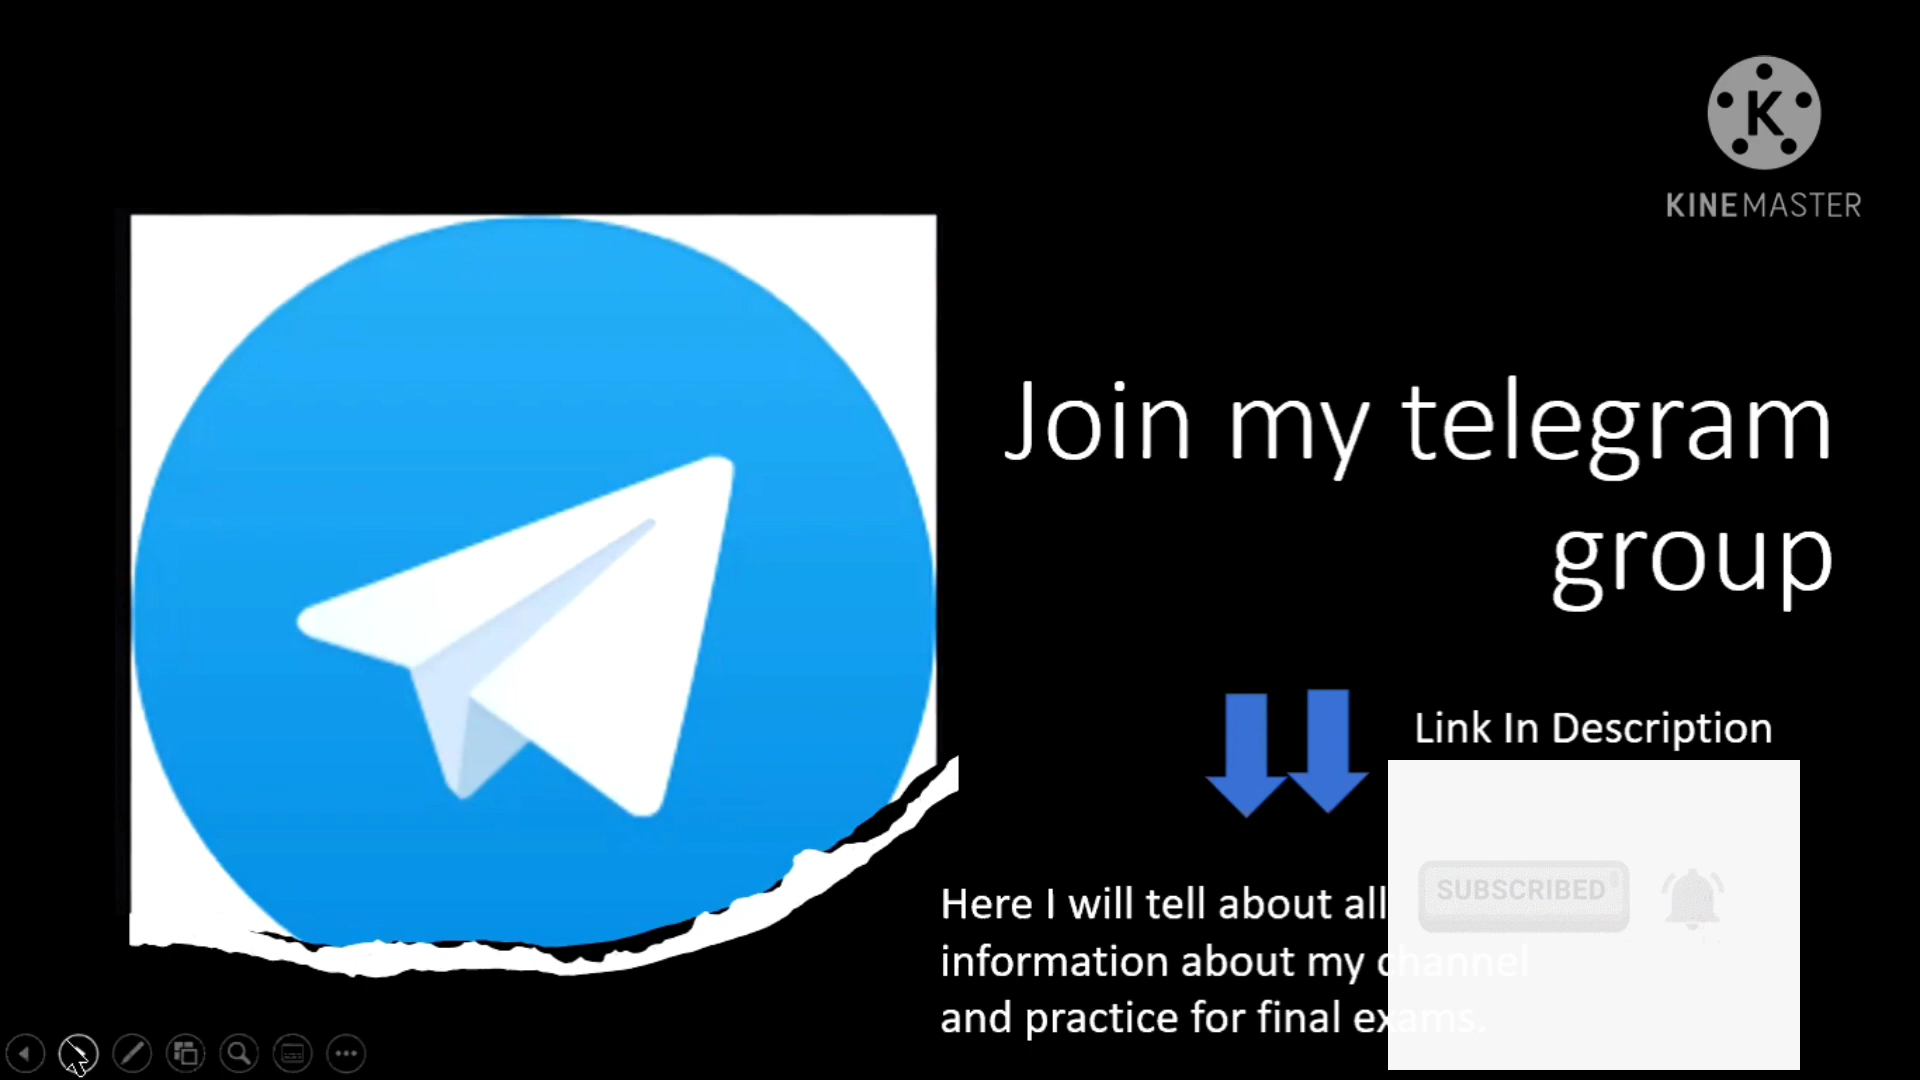 K
KINEMASTER
Join my telegram
group
Link In Description
Here I will tell about all
SUBSCRIBED
information about my channel
and practice for final exams.